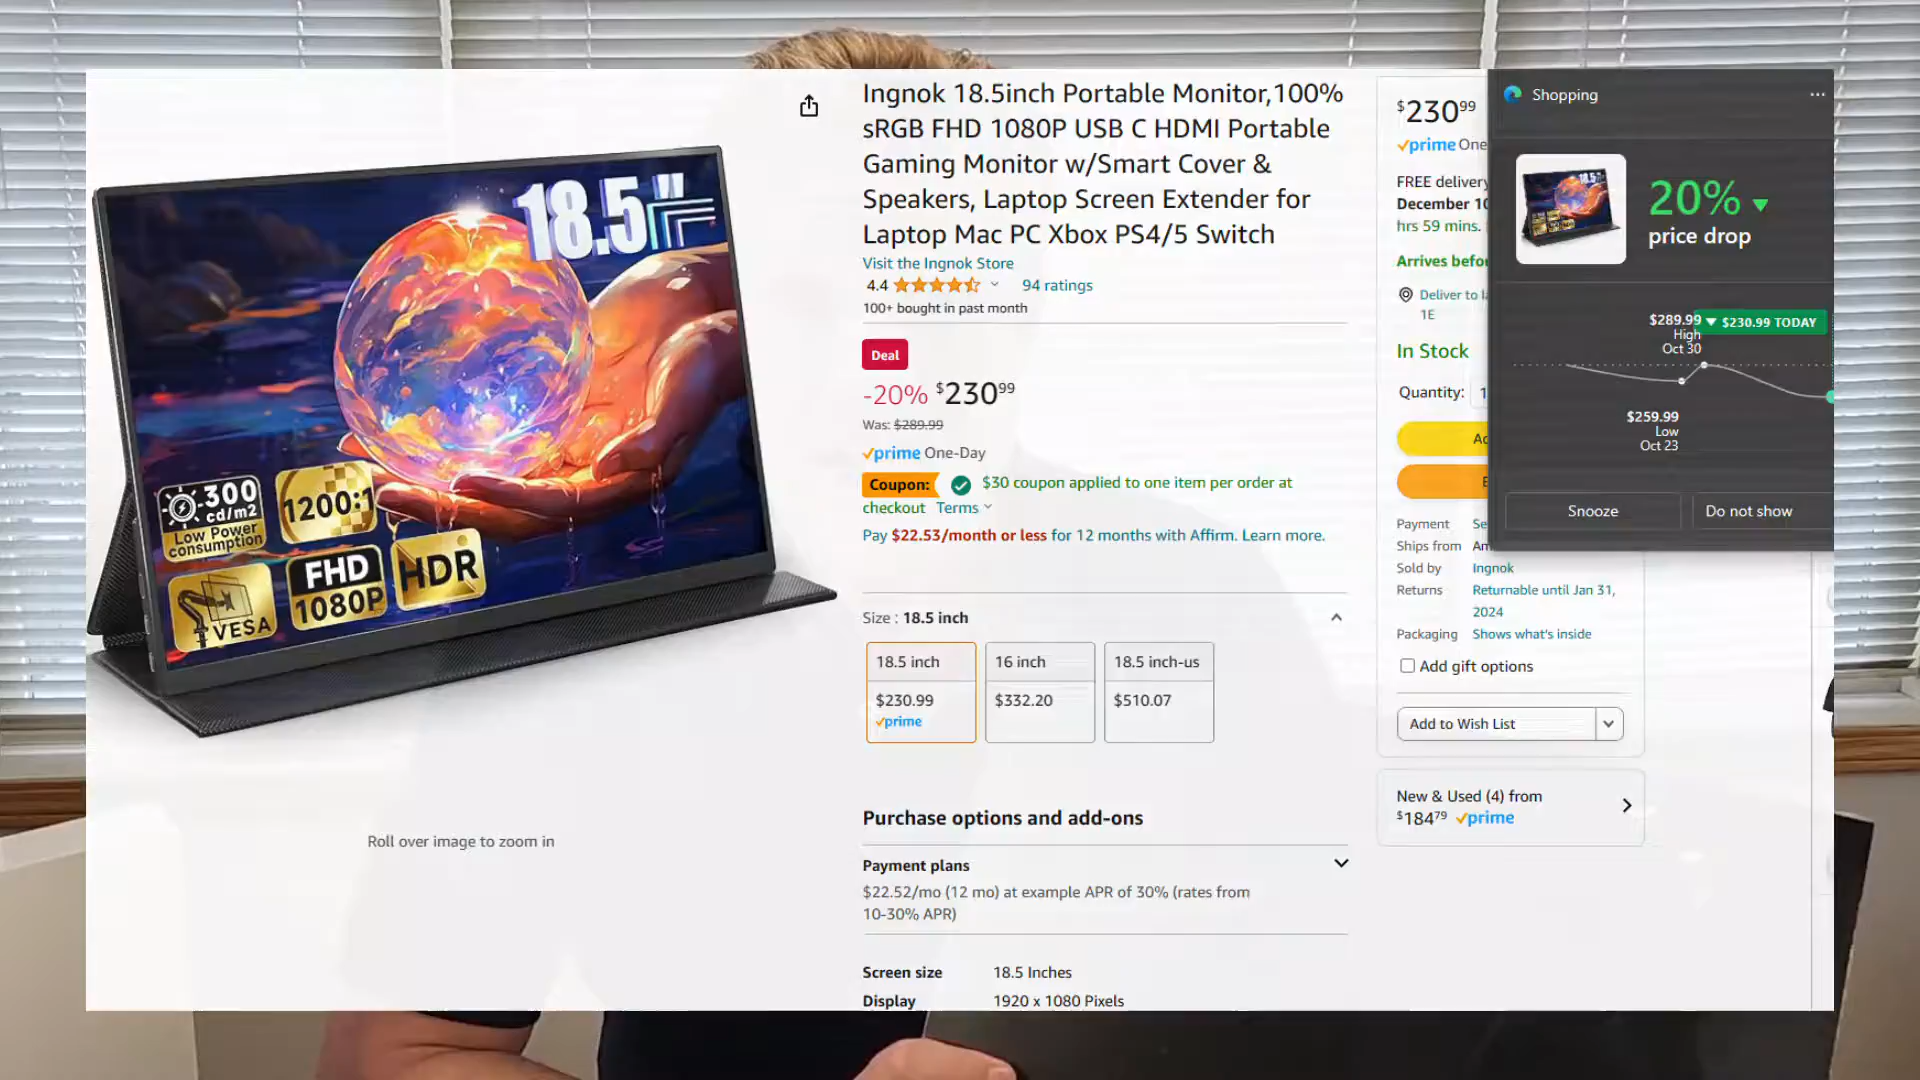 Ingnok 18.5inch Portable Monitor,100%
sRGB FHD 1080P USB C HDMI Portable
Gaming Monitor w/Smart Cover &
Speakers, Laptop Screen Extender for
Laptop Mac PC Xbox PS4/5 Switch
Visit the Ingnok Store
4.4 94 ratings
100+ bought in past month
Deal
-20% $230 99
Was: $289.99
prime One-Day
Coupon: $30 coupon applied to one item per order at
checkout Terms
Pay $22.53/month or less for 12 months with Affirm. Learn more.
Size : 18.5 inch
18.5 inch
$230.99
prime
16 inch
$332.20
18.5 inch-us
$510.07
Purchase options and add-ons
Payment plans
$22.52/mo (12 mo) at example APR of 30% (rates from
10-30% APR)
Screen size 18.5 Inches
Display 1920 x 1080 Pixels
18.5"
300
cd/m2
Low Power
consumption
1200:1
VESA
FHD
1080P
HDR
Roll over image to zoom in
$230 99
prime One
FREE delivery
December 10
hrs 59 mins.
Arrives befo
Deliver to
1E
In Stock
Quantity: 1
Payment Se
Ships from Am
Sold by Ingnok
Returns Returnable until Jan 31,
2024
Packaging Shows what's inside
Add gift options
Add to Wish List
New & Used (4) from
$184 79 prime
Shopping
20%
price drop
$289.99
High
Oct 30
$230.99 TODAY
$259.99
Low
Oct 23
Snooze
Do not show